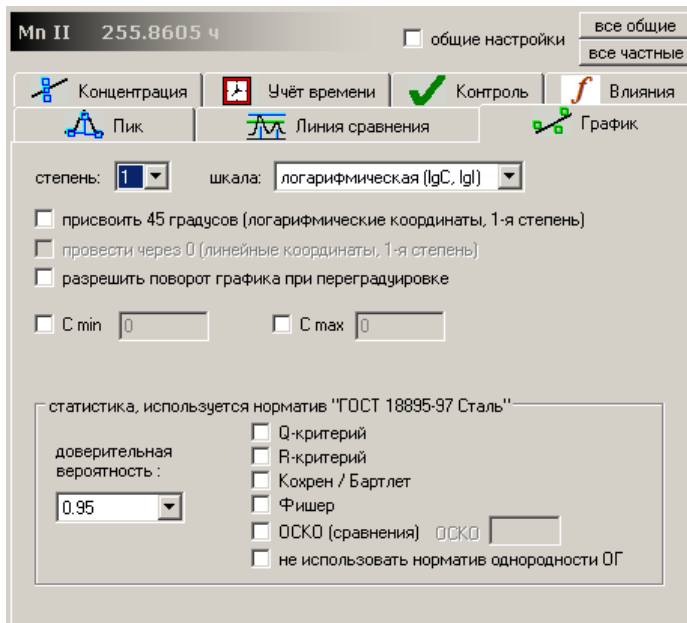 Mn II 255.8605 ч
общие настройки
все общие
все частные
Концентрация
Учёт времени
Контроль
f Влияния
Пик
Линия сравнения
График
степень: 1 шкала: логарифмическая (lgC, lgI)
присвоить 45 градусов (логарифмические координаты, 1-я степень)
провести через 0 (линейные координаты, 1-я степень)
разрешить поворот графика при переградуировке
C min 0 C max 0
статистика, используется норматив "ГОСТ 18895-97 Сталь"
доверительная
вероятность :
0.95
Q-критерий
R-критерий
Кохрен / Бартлет
Фишер
ОСКО (сравнения) ОСКО
не использовать норматив однородности ОГ